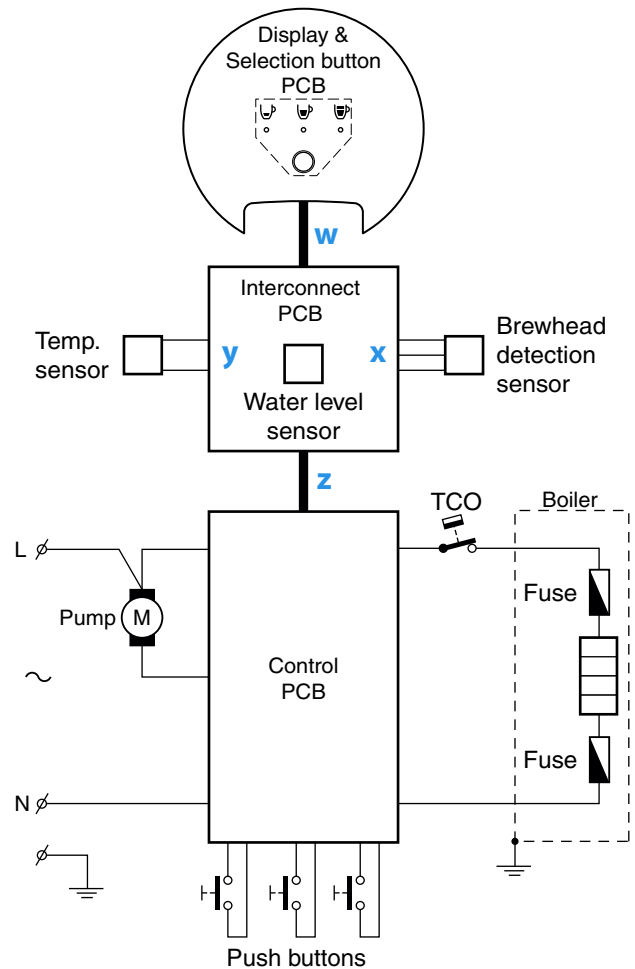 Display &
Selection button
PCB
w
Interconnect
PCB
Temp.
sensor
y
x
Brewhead
detection
sensor
Water level
sensor
z
TCO
Boiler
L
Fuse
Pump
M
Control
PCB
Fuse
N
Push buttons